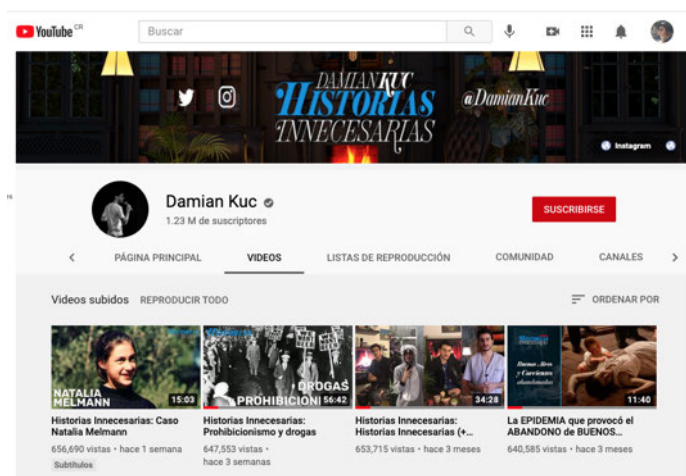 YouTube CR
Buscar
DAMIAN KUC
HISTORIAS
INNECESARIAS
@DamianKuc
Instagram
Damian Kuc
1.23 M de suscriptores
SUSCRIBIRSE
PÁGINA PRINCIPAL VIDEOS LISTAS DE REPRODUCCIÓN COMUNIDAD CANALES
Videos subidos REPRODUCIR TODO ORDENAR POR
NATALIA
MELMANN
15:03
DROGAS
PROHIBICIONI
56:42
34:28
Buenos Aires
y Corrientes
abandonadas
11:40
Historias Innecesarias: Caso
Natalia Melmann
656,690 vistas • hace 1 semana
Subtítulos
Historias Innecesarias:
Prohibicionismo y drogas
647,553 vistas •
hace 3 semanas
Historias Innecesarias:
Historias Innecesarias (+...
653,715 vistas • hace 3 meses
La EPIDEMIA que provocó el
ABANDONO de BUENOS...
640,585 vistas • hace 3 meses